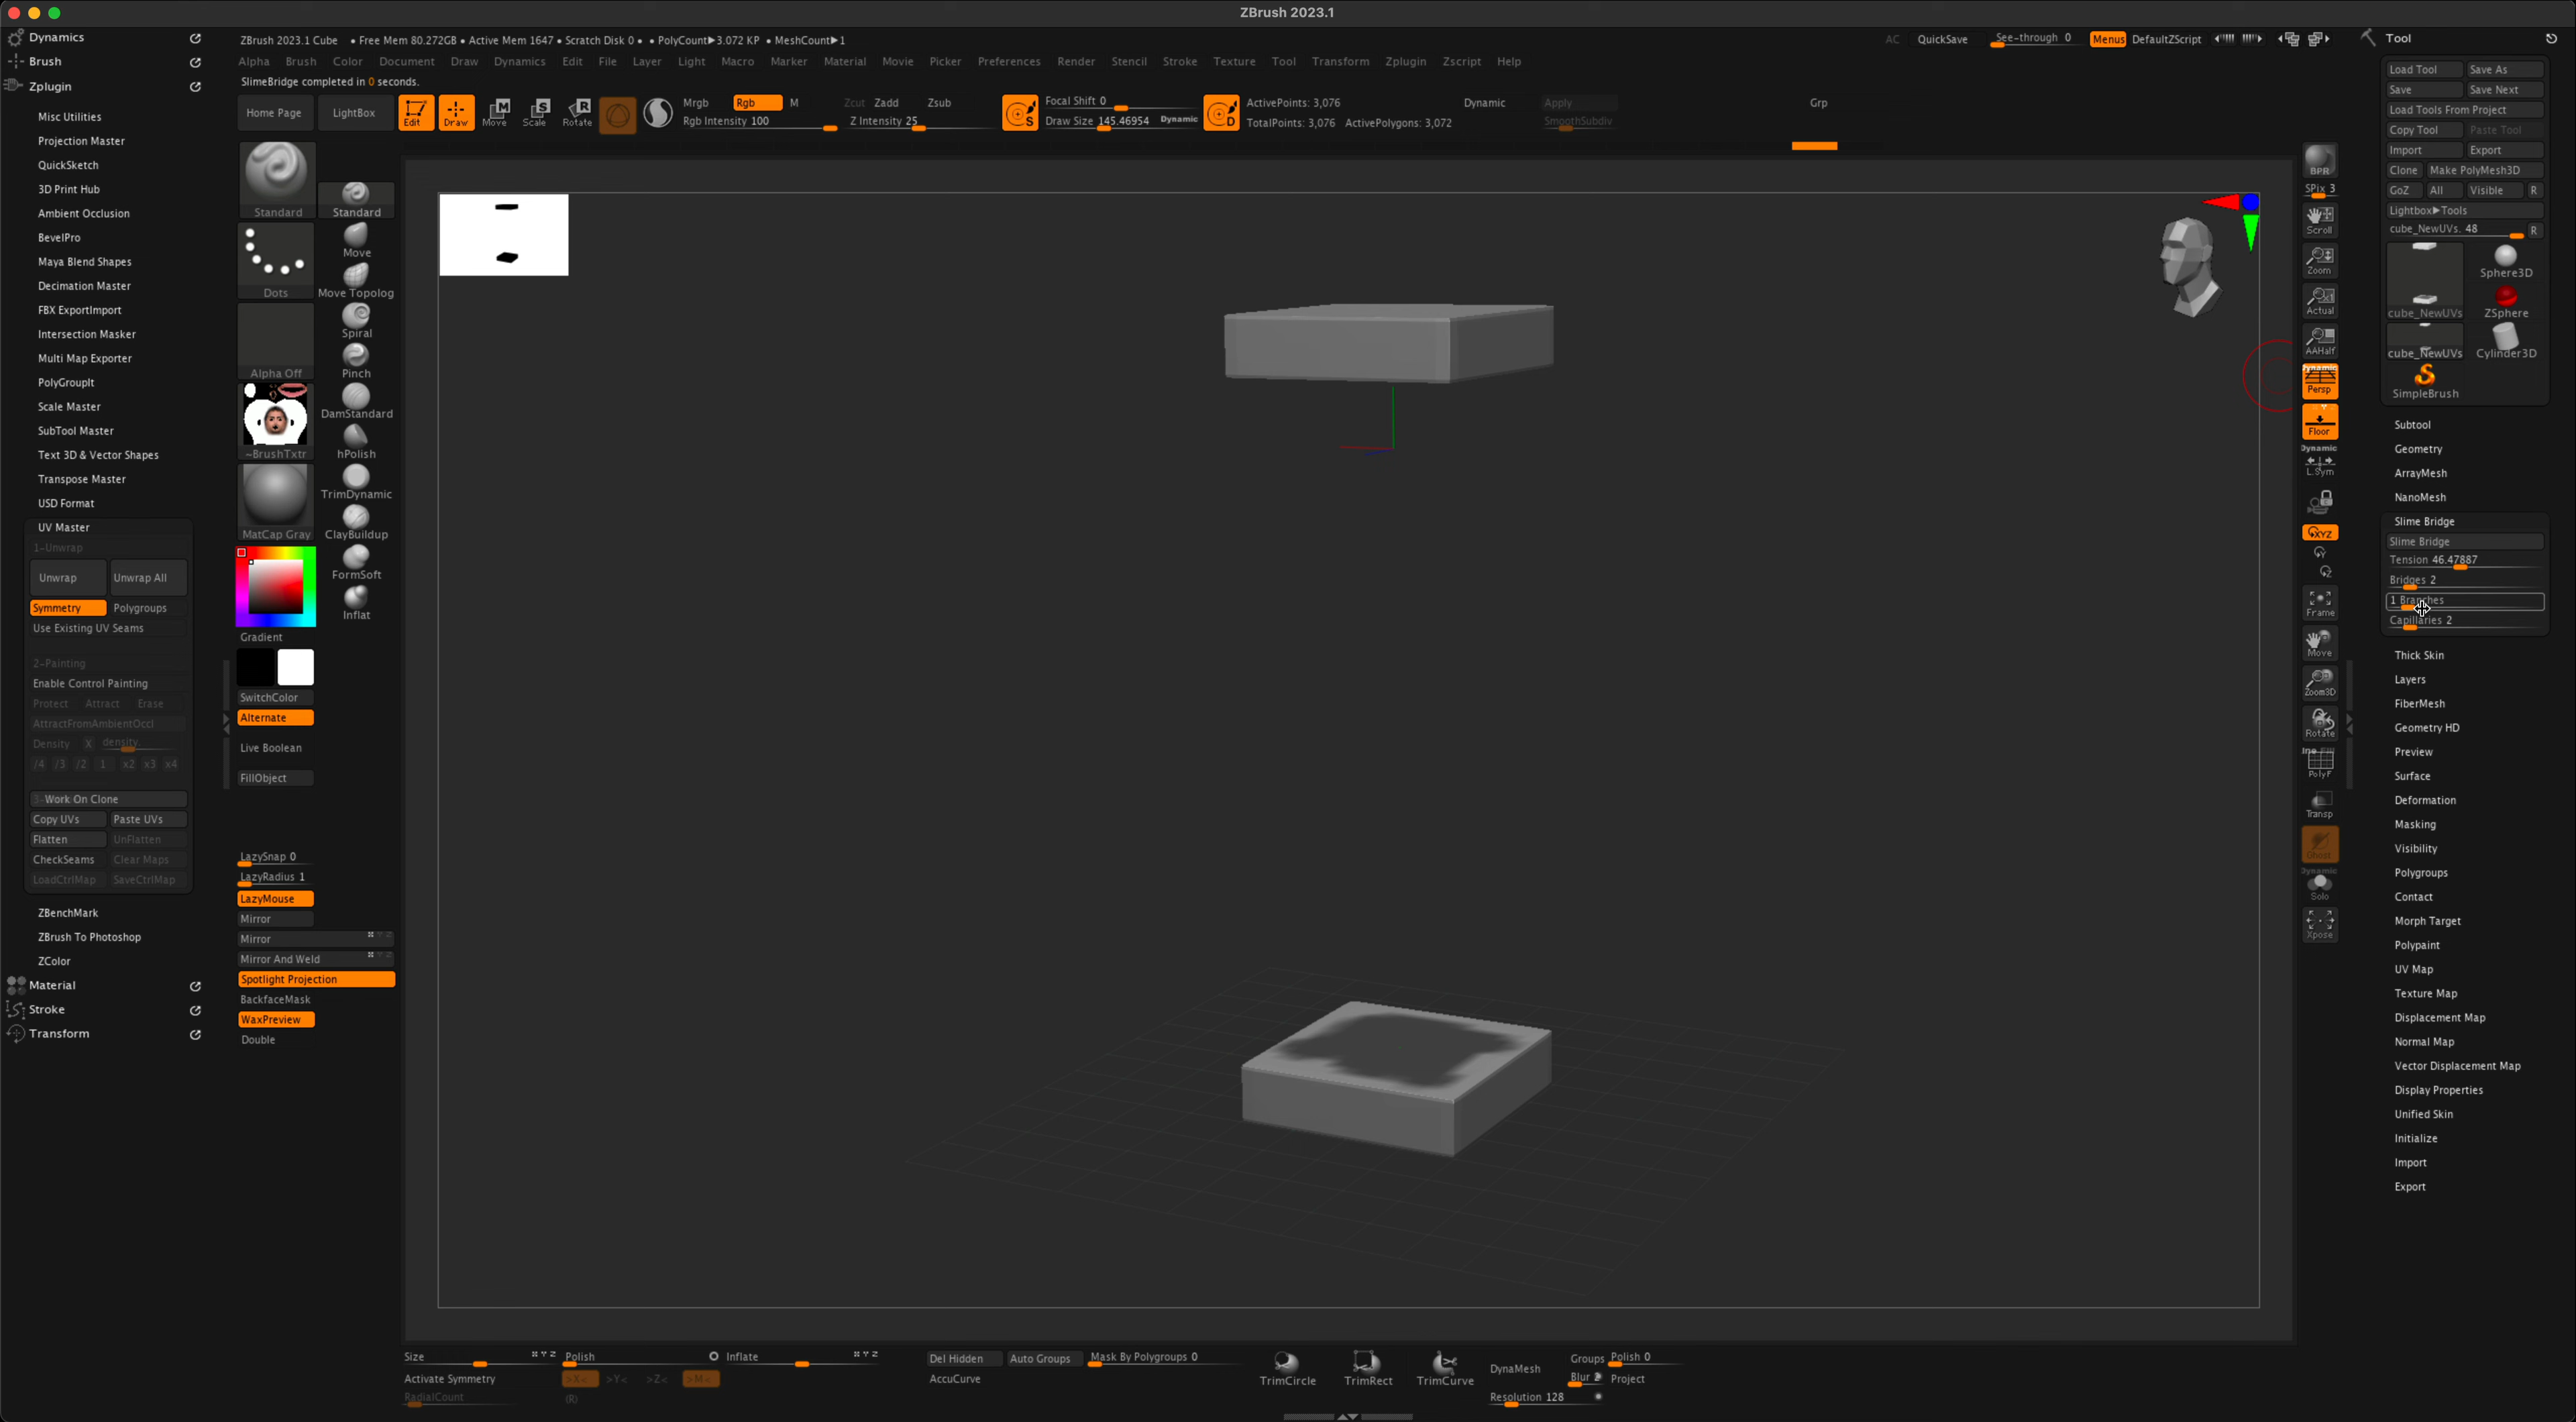 ZBrush 2023.1
Dynamics
Brush
Zplugin
Misc Utilities
Projection Master
QuickSketch
3D Print Hub
Ambient Occlusion
BevelPro
Maya Blend Shapes
Decimation Master
FBX ExportImport
Intersection Masker
Multi Map Exporter
PolyGroupIt
Scale Master
SubTool Master
Text 3D & Vector Shapes
Transpose Master
USD Format
UV Master
1-Unwrap
Unwrap Unwrap All
Symmetry Polygroups
Use Existing UV Seams
2-Painting
Enable Control Painting
Protect Attract Erase
AttractFromAmbientOccl
Density X density.
/4 /3 /2 1 x2 x3 x4
Work On Clone
Copy UVs Paste UVs
Flatten UnFlatten
CheckSeams Clear Maps
LoadCtrlMap SaveCtrlMap
ZBenchMark
ZBrush To Photoshop
ZColor
Material
Stroke
Transform
ZBrush 2023.1 Cube • Free Mem 80.272GB • Active Mem 1647 • Scratch Disk 0 • • PolyCount▶3.072 KP • MeshCount▶1
AC QuickSave See-through 0 Menus DefaultZScript
Alpha Brush Color Document Draw Dynamics Edit File Layer Light Macro Marker Material Movie Picker Preferences Render Stencil Stroke Texture Tool Transform Zplugin Zscript Help
SlimeBridge completed in 0 seconds.
Home Page LightBox Edit Draw Move Scale Rotate
Mrgb Rgb M
Rgb Intensity 100
Zcut Zadd Zsub
Z Intensity 25
S
Focal Shift 0
Draw Size 145.46954 Dynamic
D
ActivePoints: 3,076
TotalPoints: 3,076 ActivePolygons: 3,072
Dynamic Apply
SmoothSubdiv
Grp
Standard Standard
Move
Dots Move Topolog
Spiral
Alpha Off Pinch
DamStandard
~BrushTxtr hPolish
TrimDynamic
MatCap Gray ClayBuildup
FormSoft
Inflat
Gradient
SwitchColor
Alternate
Live Boolean
FillObject
LazySnap 0
LazyRadius 1
LazyMouse
Mirror
Mirror
Mirror And Weld
Spotlight Projection
BackfaceMask
WaxPreview
Double
BPR
SPix 3
Scroll
Zoom
Actual
AAHalf
Dynamic
Persp
Floor
Dynamic
L.Sym
XYZ
Y
Z
Frame
Move
Zoom3D
Rotate
PolyF
Transp
Ghost
Dynamic
Solo
Xpose
Tool
Load Tool Save As
Save Save Next
Load Tools From Project
Copy Tool Paste Tool
Import Export
Clone Make PolyMesh3D
GoZ All Visible R
Lightbox▶Tools
cube_NewUVs. 48 R
Sphere3D
cube_NewUVs ZSphere
cube_NewUVs Cylinder3D
SimpleBrush
Subtool
Geometry
ArrayMesh
NanoMesh
Slime Bridge
Slime Bridge
Tension 46.47887
Bridges 2
1 Branches
Capillaries 2
Thick Skin
Layers
FiberMesh
Geometry HD
Preview
Surface
Deformation
Masking
Visibility
Polygroups
Contact
Morph Target
Polypaint
UV Map
Texture Map
Displacement Map
Normal Map
Vector Displacement Map
Display Properties
Unified Skin
Initialize
Import
Export
Size Polish Inflate
Activate Symmetry >X< >Y< >Z< >M<
RadialCount (R)
Del Hidden Auto Groups Mask By Polygroups 0
AccuCurve
TrimCircle TrimRect TrimCurve
DynaMesh
Groups Polish 0
Blur 2 Project
Resolution 128